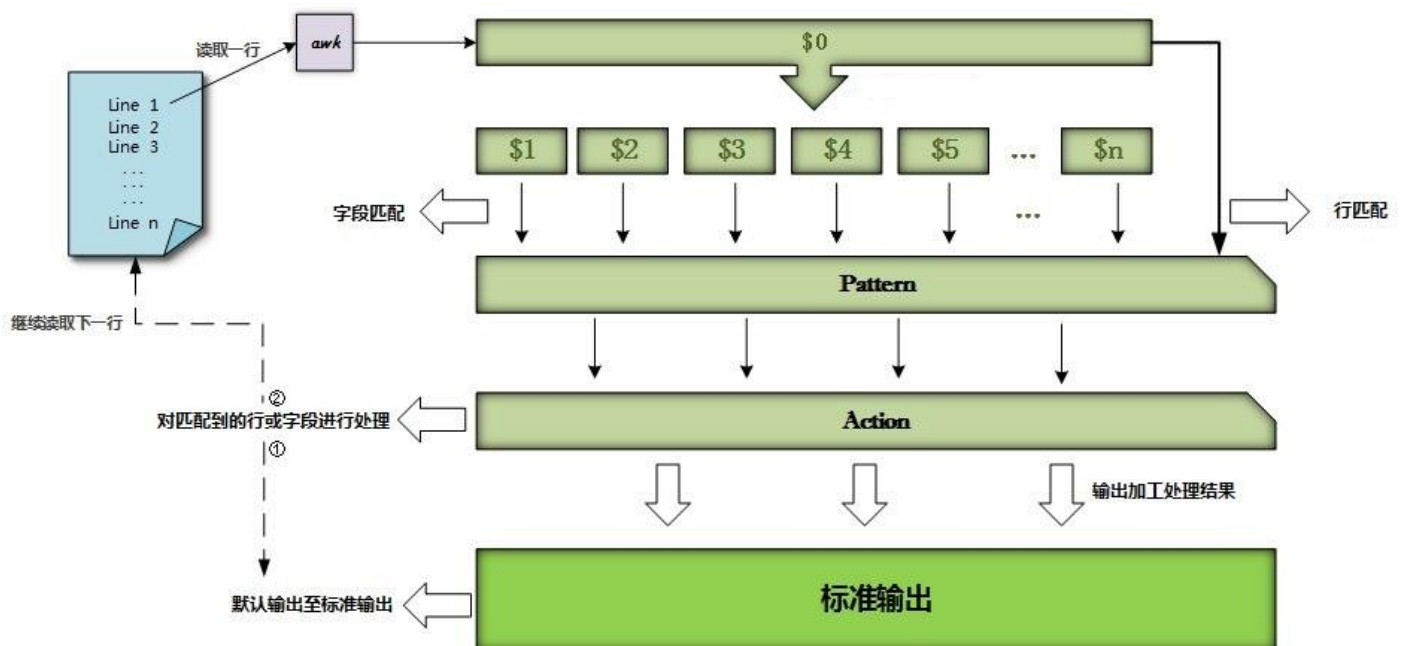 awk
$0
读取一行
Line 1
Line 2
Line 3
...
...
...
Line n
$1 $2 $3 $4 $5 ... $n
字段匹配
...
行匹配
Pattern
继续读取下一行
②
对匹配到的行或字段进行处理
①
Action
输出加工处理结果
默认输出至标准输出
标准输出